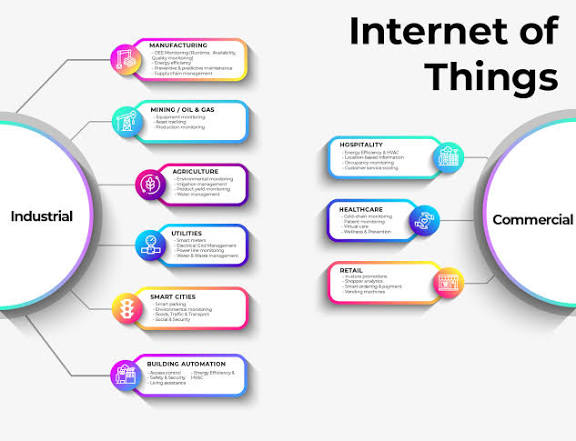 Internet of
Things
Industrial
MANUFACTURING
- OEE Monitoring (Runtime, Availability,
Quality monitoring)
- Energy efficiency
- Preventive & predictive maintenance
- Supply chain management
MINING / OIL & GAS
- Equipment monitoring
- Asset tracking
- Production monitoring
AGRICULTURE
- Environmental monitoring
- Irrigation management
- Product yield monitoring
- Water management
UTILITIES
- Smart meters
- Electrical Grid Management
- Power line monitoring
- Water & Waste management
SMART CITIES
- Smart parking
- Environmental monitoring
- Roads, Traffic & Transport
- Social & Security
BUILDING AUTOMATION
- Access control
- Safety & Security
- Living assistance
- Energy Efficiency &
HVAC
Commercial
HOSPITALITY
- Energy Efficiency & HVAC
- Location-based information
- Occupancy monitoring
- Customer service scoring
HEALTHCARE
- Cold-chain monitoring
- Patient monitoring
- Virtual care
- Wellness & Prevention
RETAIL
- In-store promotions
- Shopper analytics
- Smart ordering & payment
- Vending machines